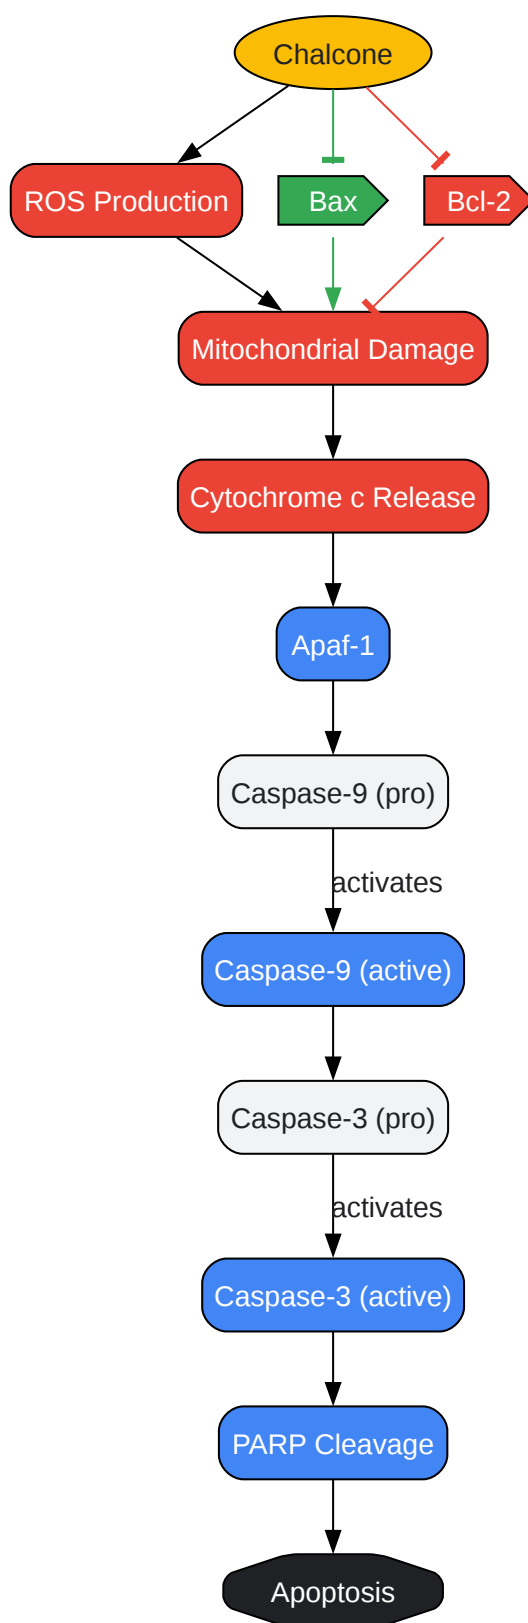 Chalcone
ROS Production
Bax
Bcl-2
Mitochondrial Damage
Cytochrome c Release
Apaf-1
Caspase-9 (pro)
activates
Caspase-9 (active)
Caspase-3 (pro)
activates
Caspase-3 (active)
PARP Cleavage
Apoptosis